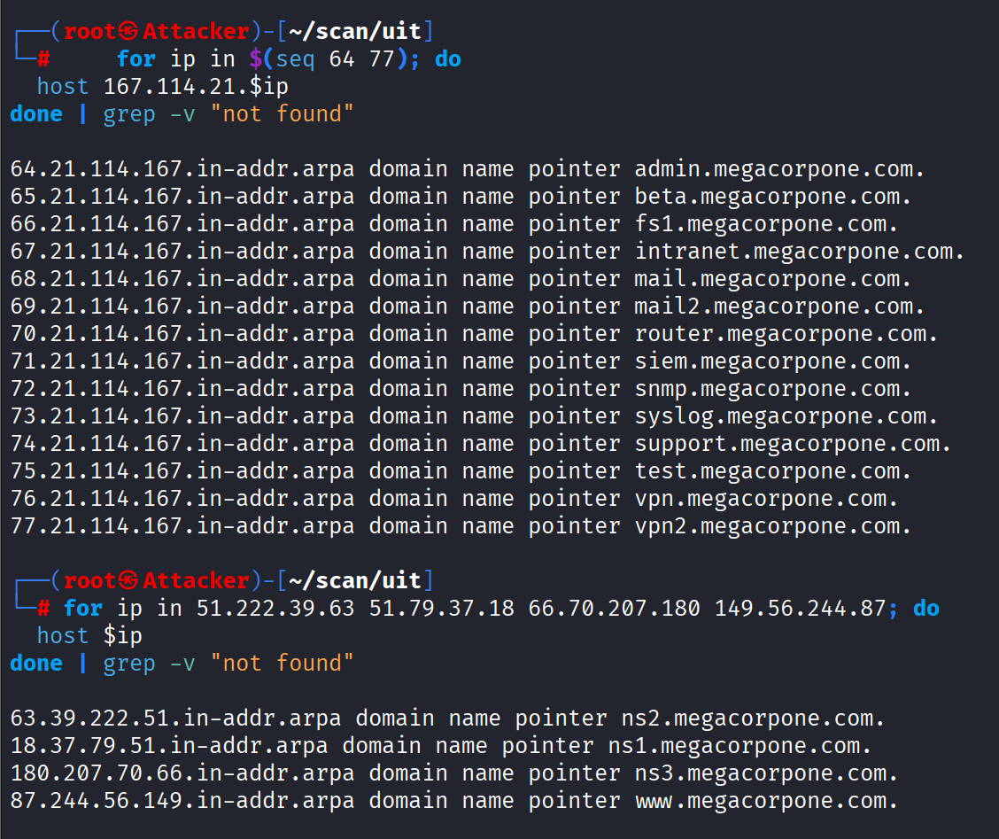 ┌──(root㉿Attacker)-[~/scan/uit]
└─#     for ip in $(seq 64 77); do
  host 167.114.21.$ip
done | grep -v "not found"
64.21.114.167.in-addr.arpa domain name pointer admin.megacorpone.com.
65.21.114.167.in-addr.arpa domain name pointer beta.megacorpone.com.
66.21.114.167.in-addr.arpa domain name pointer fs1.megacorpone.com.
67.21.114.167.in-addr.arpa domain name pointer intranet.megacorpone.com.
68.21.114.167.in-addr.arpa domain name pointer mail.megacorpone.com.
69.21.114.167.in-addr.arpa domain name pointer mail2.megacorpone.com.
70.21.114.167.in-addr.arpa domain name pointer router.megacorpone.com.
71.21.114.167.in-addr.arpa domain name pointer siem.megacorpone.com.
72.21.114.167.in-addr.arpa domain name pointer snmp.megacorpone.com.
73.21.114.167.in-addr.arpa domain name pointer syslog.megacorpone.com.
74.21.114.167.in-addr.arpa domain name pointer support.megacorpone.com.
75.21.114.167.in-addr.arpa domain name pointer test.megacorpone.com.
76.21.114.167.in-addr.arpa domain name pointer vpn.megacorpone.com.
77.21.114.167.in-addr.arpa domain name pointer vpn2.megacorpone.com.
┌──(root㉿Attacker)-[~/scan/uit]
└─# for ip in 51.222.39.63 51.79.37.18 66.70.207.180 149.56.244.87; do
  host $ip
done | grep -v "not found"
63.39.222.51.in-addr.arpa domain name pointer ns2.megacorpone.com.
18.37.79.51.in-addr.arpa domain name pointer ns1.megacorpone.com.
180.207.70.66.in-addr.arpa domain name pointer ns3.megacorpone.com.
87.244.56.149.in-addr.arpa domain name pointer www.megacorpone.com.